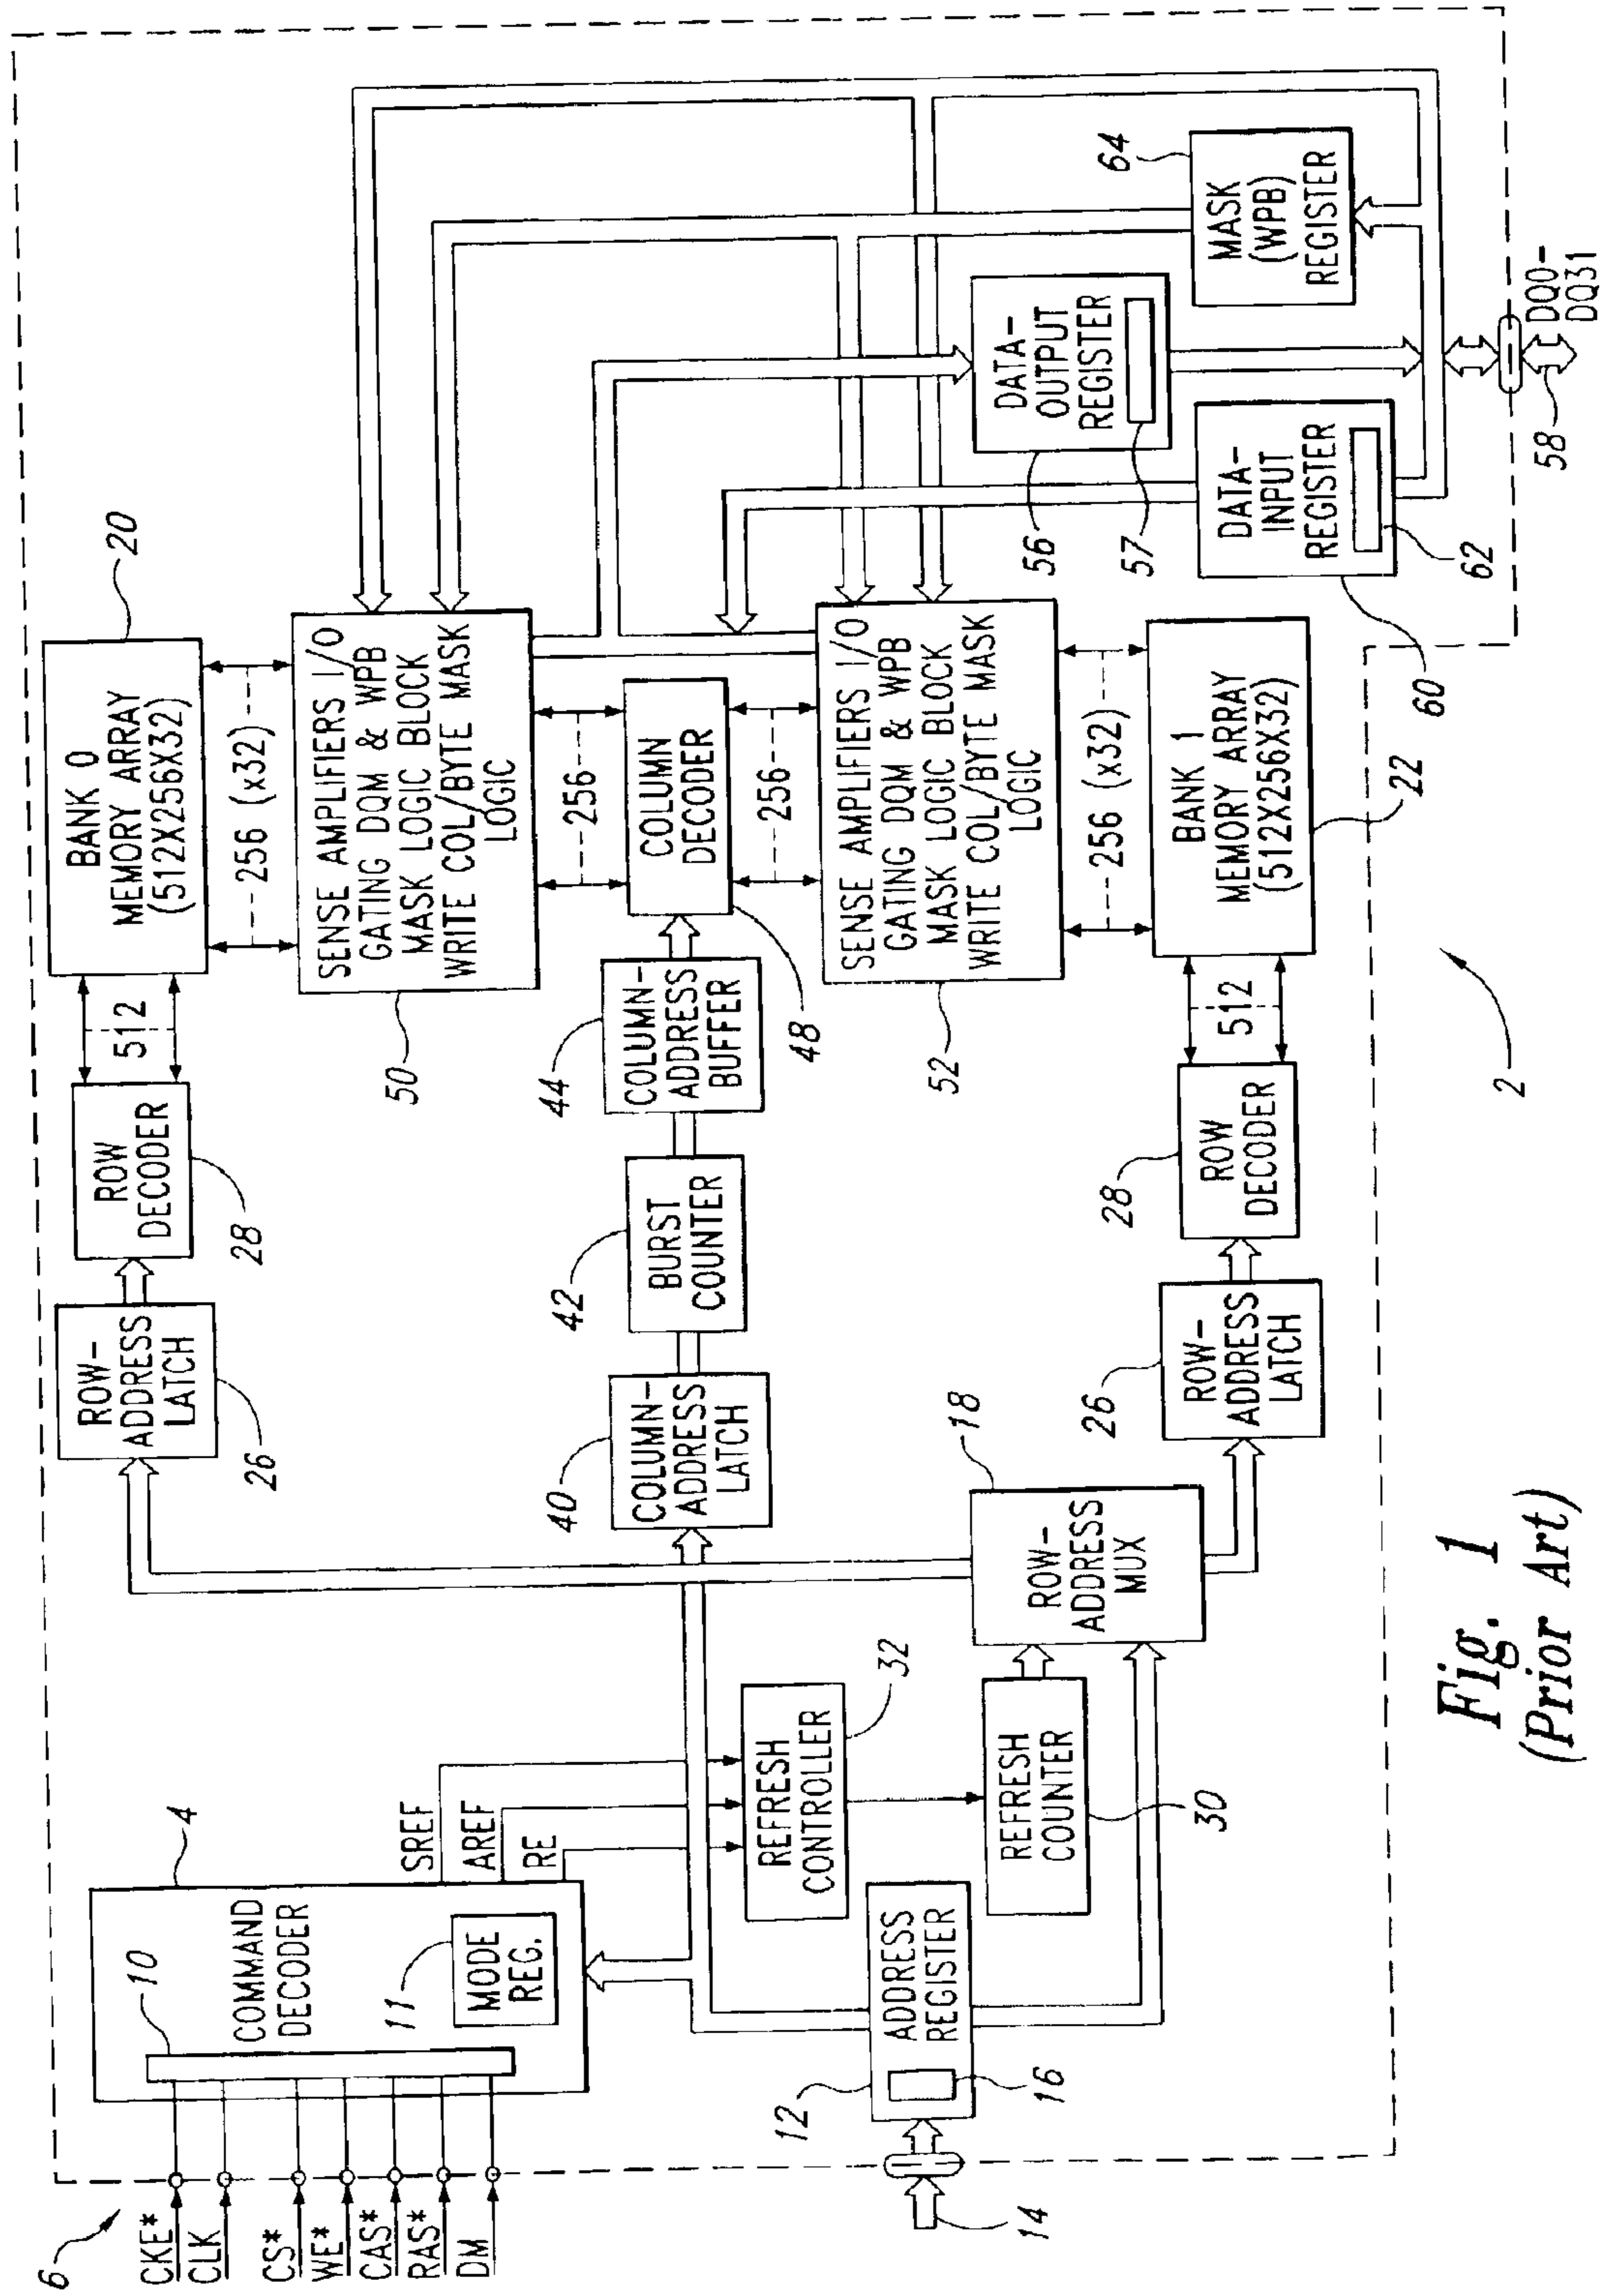 6
CKE*
CLK
CS*
WE*
CAS*
RAS*
DM
10
COMMAND
DECODER
4
11
MODE
REG.
SREF
AREF
RE
14
12
16
ADDRESS
REGISTER
REFRESH
CONTROLLER
32
REFRESH
COUNTER
30
ROW-
ADDRESS
MUX
18
ROW-
ADDRESS
LATCH
26
ROW
DECODER
28
512
BANK 0
MEMORY ARRAY
(512X256X32)
20
256 (x32)
SENSE AMPLIFIERS I/O
GATING DQM & WPB
MASK LOGIC BLOCK
WRITE COL/BYTE MASK
LOGIC
50
256
COLUMN-
ADDRESS
LATCH
40
BURST
COUNTER
42
COLUMN-
ADDRESS
BUFFER
44
COLUMN
DECODER
48
256
SENSE AMPLIFIERS I/O
GATING DQM & WPB
MASK LOGIC BLOCK
WRITE COL/BYTE MASK
LOGIC
52
256 (x32)
ROW-
ADDRESS
LATCH
26
ROW
DECODER
28
512
BANK 1
MEMORY ARRAY
(512X256X32)
22
DATA-
OUTPUT
REGISTER
56
57
DATA-
INPUT
REGISTER
60
62
MASK
(WPB)
REGISTER
64
DQ0-
DQ31
58
2
Fig. 1
(Prior Art)